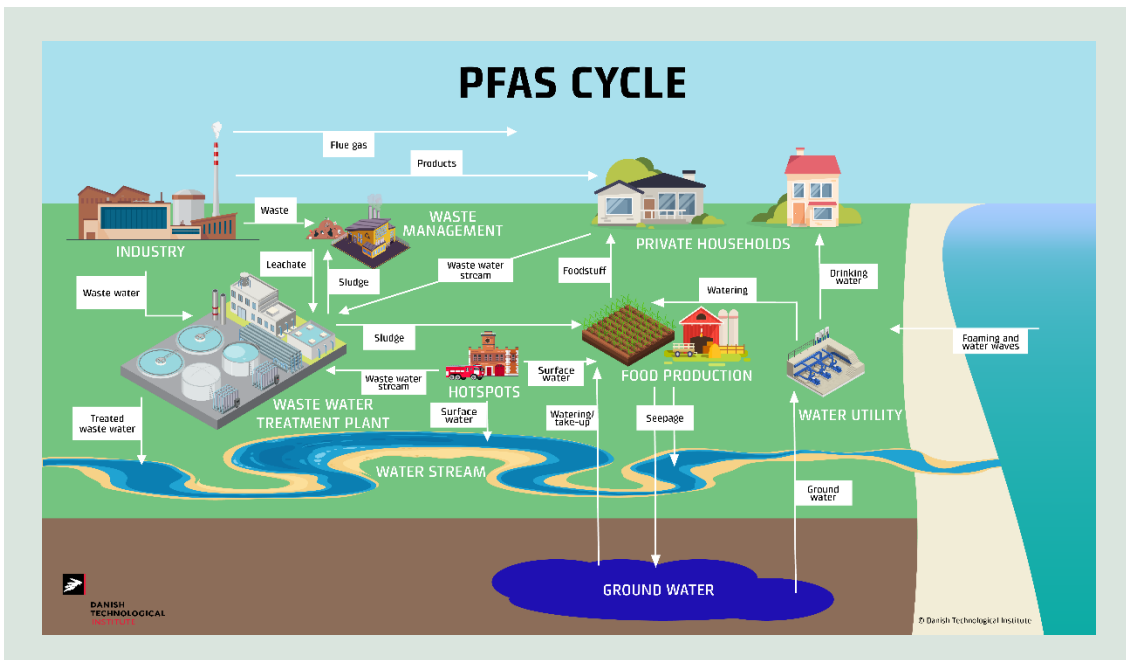 PFAS CYCLE
Flue gas
Products
Waste
WASTE
MANAGEMENT
INDUSTRY
PRIVATE HOUSEHOLDS
Leachate
Sludge
Waste water
stream
Foodstuff
Drinking
water
Waste water
Watering
Sludge
Foaming and
water waves
Surface
water
FOOD PRODUCTION
Waste water
stream
HOTSPOTS
WASTE WATER
TREATMENT PLANT
Treated
waste water
Surface
water
Watering/
take-up
Seepage
WATER UTILITY
WATER STREAM
Ground
water
GROUND WATER
DANISH
TECHNOLOGICAL
INSTITUTE
© Danish Technological Institute